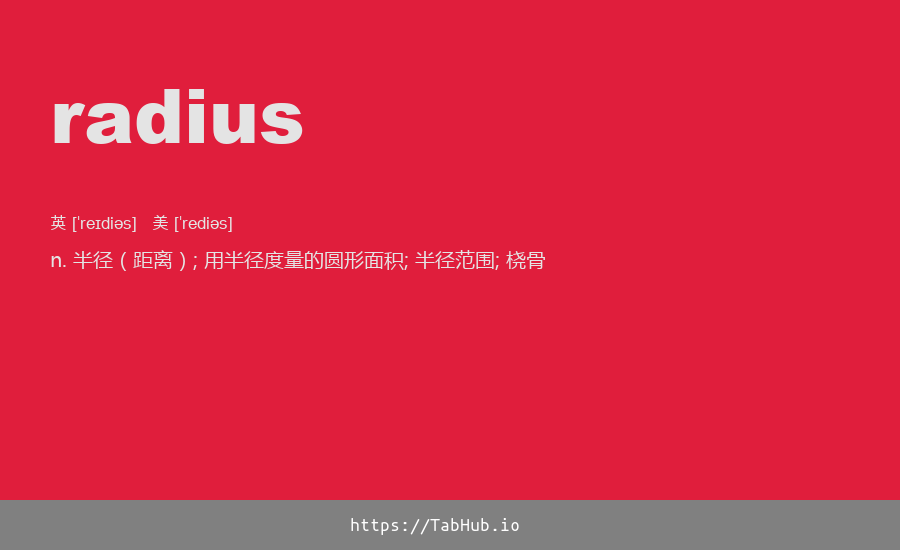 radius
英 [ˈreɪdiəs] 美 [ˈrediəs]
n. 半径（距离）; 用半径度量的圆形面积; 半径范围; 桡骨
https://TabHub.io